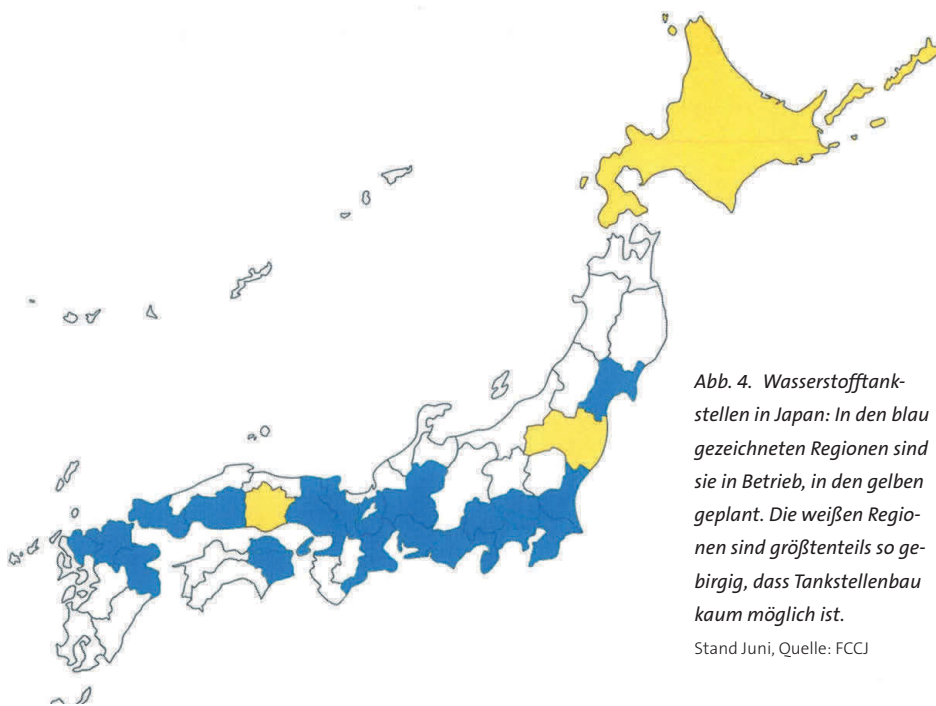 Abb. 4. Wasserstofftank-
stellen in Japan: In den blau
gezeichneten Regionen sind
sie in Betrieb, in den gelben
geplant. Die weißen Regio-
nen sind größtenteils so ge-
birgig, dass Tankstellenbau
kaum möglich ist.
Stand Juni, Quelle: FCCJ